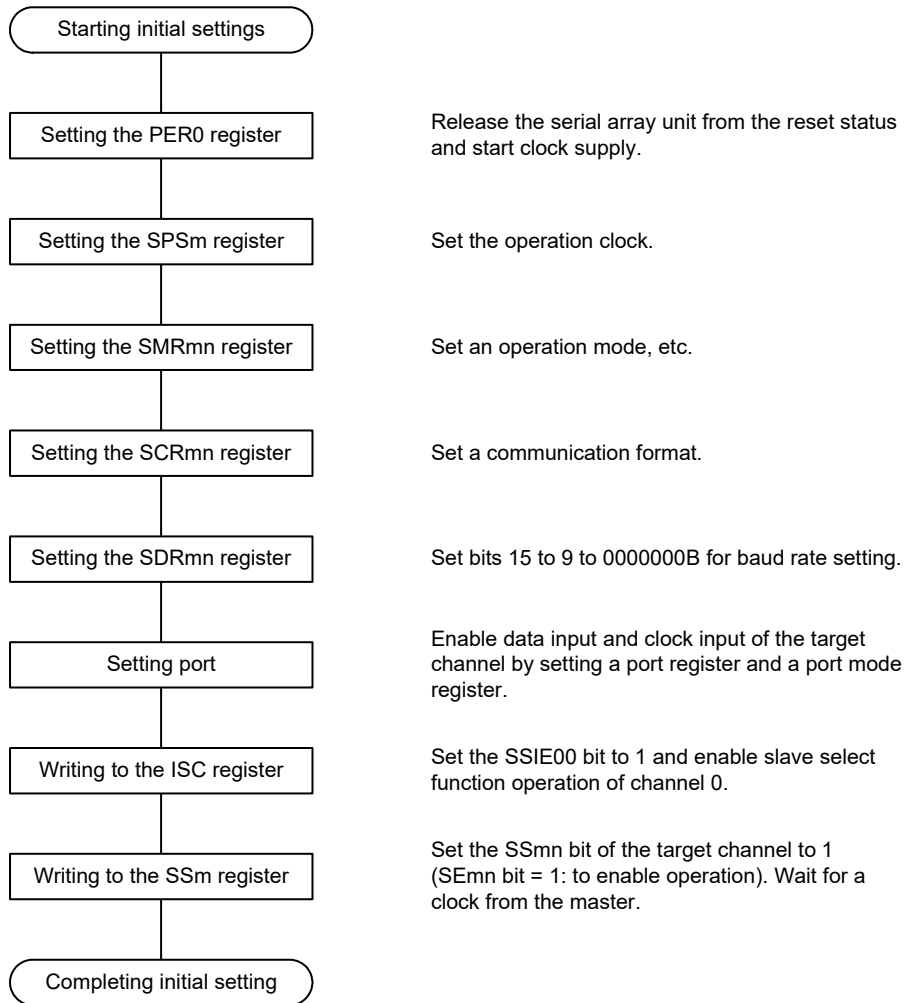 Starting initial settings
Setting the PER0 register
Release the serial array unit from the reset status
and start clock supply.
Setting the SPSm register
Set the operation clock.
Setting the SMRmn register
Set an operation mode, etc.
Setting the SCRmn register
Set a communication format.
Setting the SDRmn register
Set bits 15 to 9 to 0000000B for baud rate setting.
Setting port
Enable data input and clock input of the target
channel by setting a port register and a port mode
register.
Writing to the ISC register
Set the SSIE00 bit to 1 and enable slave select
function operation of channel 0.
Writing to the SSm register
Set the SSmn bit of the target channel to 1
(SEmn bit = 1: to enable operation). Wait for a
clock from the master.
Completing initial setting